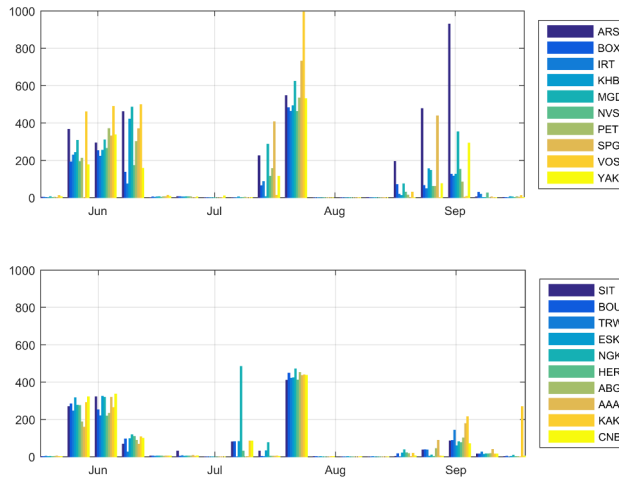 1000
800
600
400
200
0
Jun Jul Aug Sep
ARS
BOX
IRT
KHB
MGD
NVS
PET
SPG
VOS
YAK
1000
800
600
400
200
0
Jun Jul Aug Sep
SIT
BOU
TRW
ESK
NGK
HER
ABG
AAA
KAK
CNB